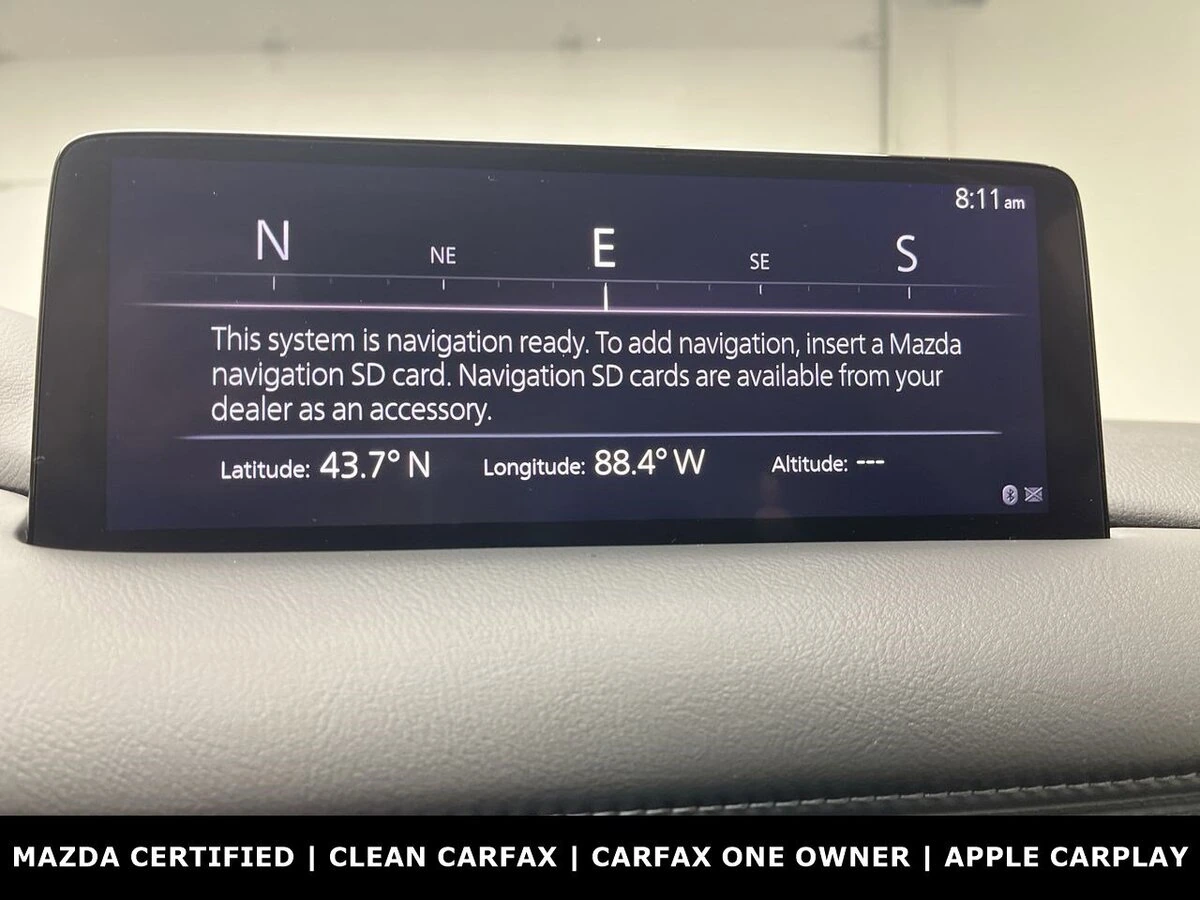 8:11 am
N NE E SE S
This system is navigation ready. To add navigation, insert a Mazda
navigation SD card. Navigation SD cards are available from your
dealer as an accessory.
Latitude: 43.7° N Longitude: 88.4° W Altitude: ---
MAZDA CERTIFIED | CLEAN CARFAX | CARFAX ONE OWNER | APPLE CARPLAY